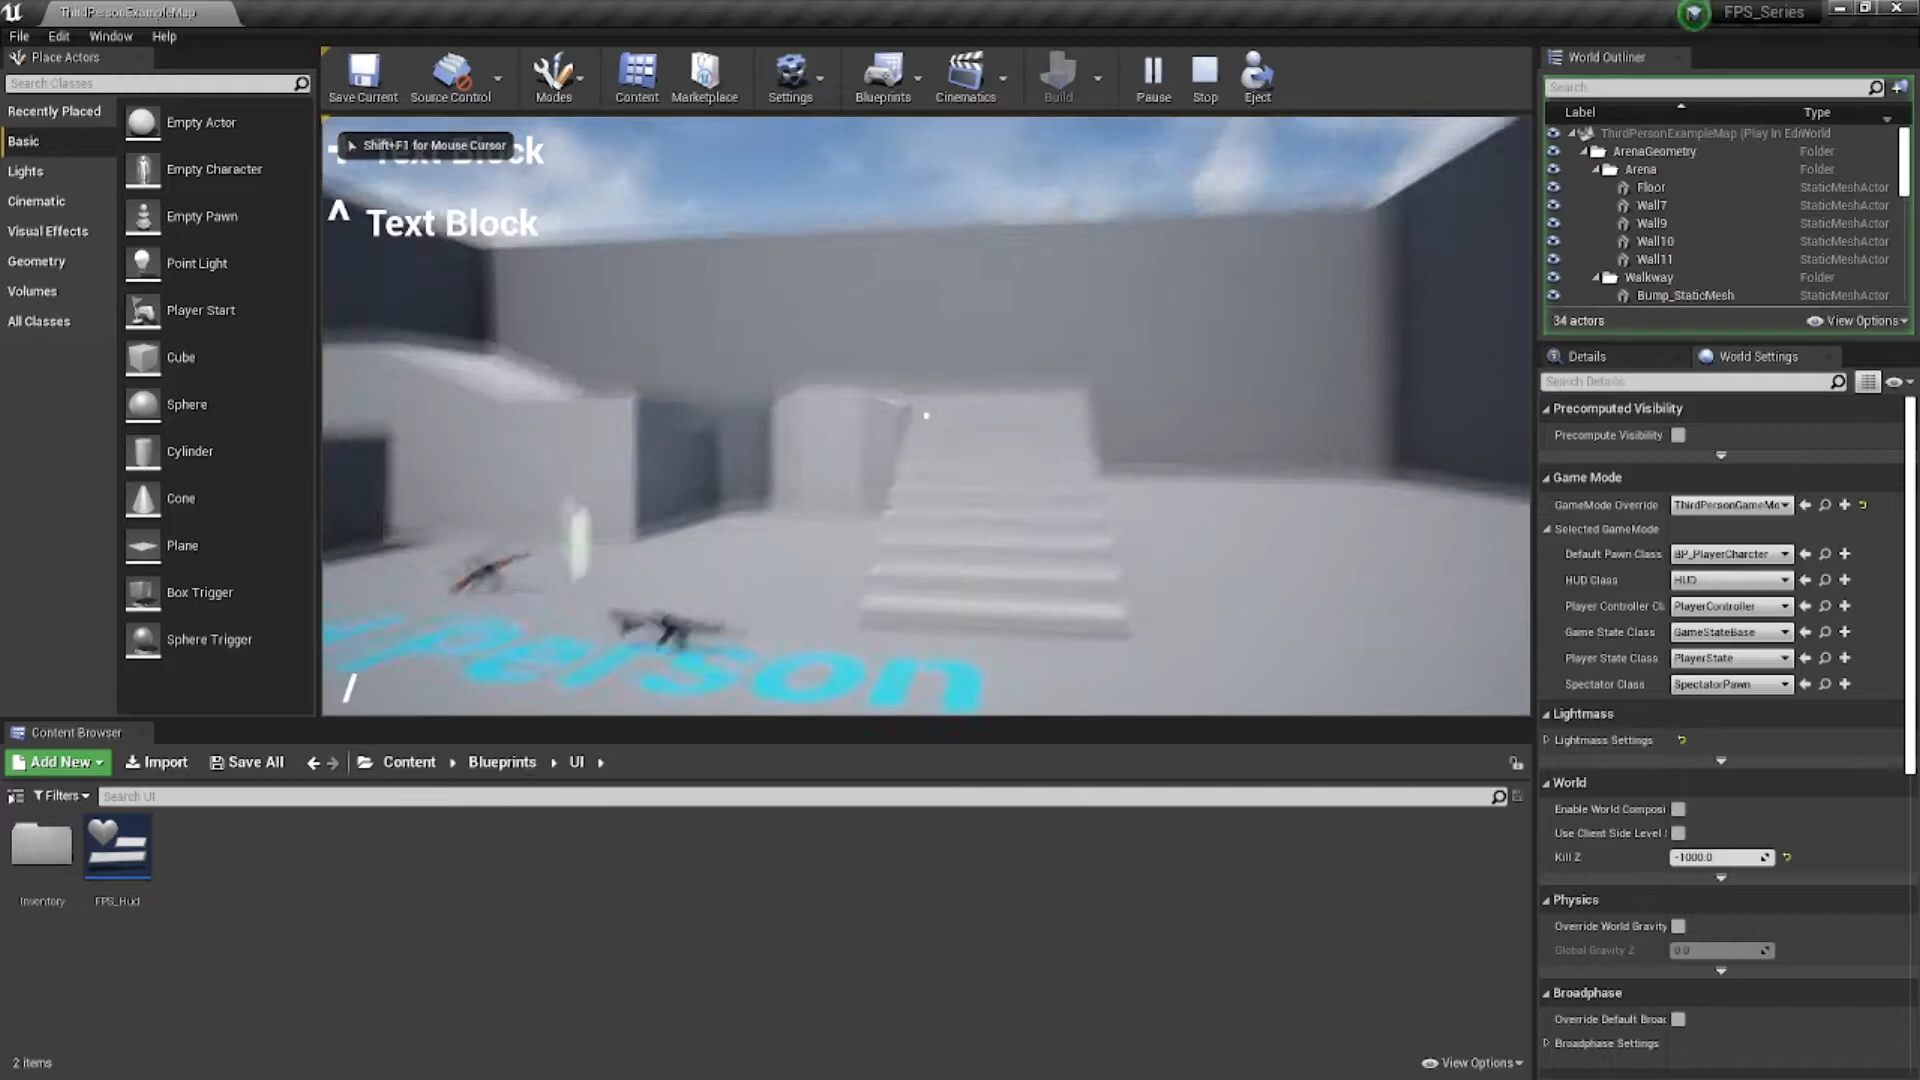 ThirdPersonExampleMap
FPS_Series
File Edit Window Help
Place Actors
Search Classes
Recently Placed
Basic
Lights
Cinematic
Visual Effects
Geometry
Volumes
All Classes
Empty Actor
Empty Character
Empty Pawn
Point Light
Player Start
Cube
Sphere
Cylinder
Cone
Plane
Box Trigger
Sphere Trigger
Save Current Source Control Modes Content Marketplace Settings Blueprints Cinematics Build Pause Stop Eject
Shift+F1 for Mouse Cursor
Text Block
^ Text Block
Person
/
World Outliner
Search
Label Type
ThirdPersonExampleMap (Play In Edi World
ArenaGeometry Folder
Arena Folder
Floor StaticMeshActor
Wall7 StaticMeshActor
Wall9 StaticMeshActor
Wall10 StaticMeshActor
Wall11 StaticMeshActor
Walkway Folder
Bump_StaticMesh StaticMeshActor
34 actors View Options
Details World Settings
Search Details
Precomputed Visibility
Precompute Visibility
Game Mode
GameMode Override ThirdPersonGameMo
Selected GameMode
Default Pawn Class BP_PlayerCharcter
HUD Class HUD
Player Controller Cl PlayerController
Game State Class GameStateBase
Player State Class PlayerState
Spectator Class SpectatorPawn
Lightmass
Lightmass Settings
World
Enable World Composi
Use Client Side Level
Kill Z -1000.0
Physics
Override World Gravity
Global Gravity Z 0.0
Broadphase
Override Default Broac
Broadphase Settings
Content Browser
Add New Import Save All Content Blueprints UI
Filters Search UI
Inventory FPS_Hud
2 items View Options